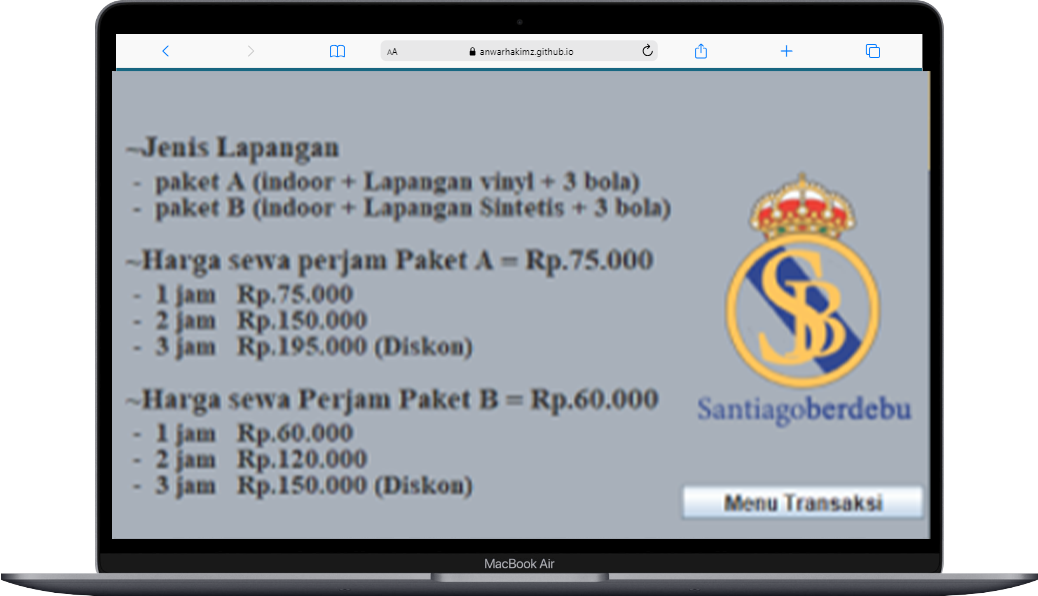 AA
anwarhakimz.github.io
~Jenis Lapangan
- paket A (indoor + Lapangan vinyl + 3 bola)
- paket B (indoor + Lapangan Sintetis + 3 bola)
~Harga sewa perjam Paket A = Rp.75.000
- 1 jam Rp.75.000
- 2 jam Rp.150.000
- 3 jam Rp.195.000 (Diskon)
~Harga sewa Perjam Paket B = Rp.60.000
- 1 jam Rp.60.000
- 2 jam Rp.120.000
- 3 jam Rp.150.000 (Diskon)
SB
Santiagoberdebu
Menu Transaksi
MacBook Air